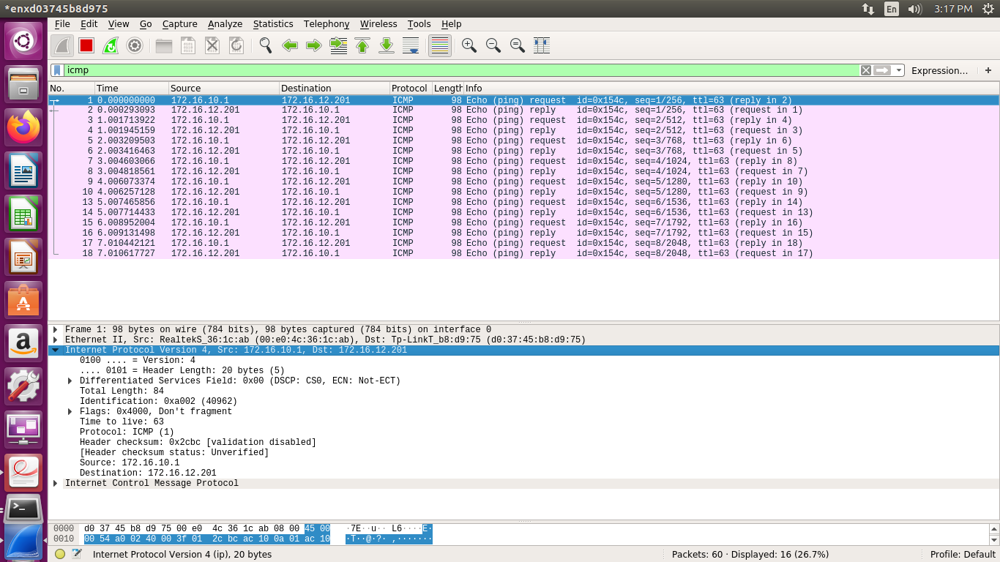 *enxd03745b8d975 En 3:17 PM
File Edit View Go Capture Analyze Statistics Telephony Wireless Tools Help
icmp Expression… +
No. Time Source Destination Protocol Length Info
1 0.000000000 172.16.10.1 172.16.12.201 ICMP 98 Echo (ping) request id=0x154c, seq=1/256, ttl=63 (reply in 2)
2 0.000293093 172.16.12.201 172.16.10.1 ICMP 98 Echo (ping) reply id=0x154c, seq=1/256, ttl=63 (request in 1)
3 1.001713922 172.16.10.1 172.16.12.201 ICMP 98 Echo (ping) request id=0x154c, seq=2/512, ttl=63 (reply in 4)
4 1.001945159 172.16.12.201 172.16.10.1 ICMP 98 Echo (ping) reply id=0x154c, seq=2/512, ttl=63 (request in 3)
5 2.003209503 172.16.10.1 172.16.12.201 ICMP 98 Echo (ping) request id=0x154c, seq=3/768, ttl=63 (reply in 6)
6 2.003416463 172.16.12.201 172.16.10.1 ICMP 98 Echo (ping) reply id=0x154c, seq=3/768, ttl=63 (request in 5)
7 3.004603066 172.16.10.1 172.16.12.201 ICMP 98 Echo (ping) request id=0x154c, seq=4/1024, ttl=63 (reply in 8)
8 3.004818561 172.16.12.201 172.16.10.1 ICMP 98 Echo (ping) reply id=0x154c, seq=4/1024, ttl=63 (request in 7)
9 4.006073374 172.16.10.1 172.16.12.201 ICMP 98 Echo (ping) request id=0x154c, seq=5/1280, ttl=63 (reply in 10)
10 4.006257128 172.16.12.201 172.16.10.1 ICMP 98 Echo (ping) reply id=0x154c, seq=5/1280, ttl=63 (request in 9)
13 5.007465856 172.16.10.1 172.16.12.201 ICMP 98 Echo (ping) request id=0x154c, seq=6/1536, ttl=63 (reply in 14)
14 5.007714433 172.16.12.201 172.16.10.1 ICMP 98 Echo (ping) reply id=0x154c, seq=6/1536, ttl=63 (request in 13)
15 6.008952004 172.16.10.1 172.16.12.201 ICMP 98 Echo (ping) request id=0x154c, seq=7/1792, ttl=63 (reply in 16)
16 6.009131498 172.16.12.201 172.16.10.1 ICMP 98 Echo (ping) reply id=0x154c, seq=7/1792, ttl=63 (request in 15)
17 7.010442121 172.16.10.1 172.16.12.201 ICMP 98 Echo (ping) request id=0x154c, seq=8/2048, ttl=63 (reply in 18)
18 7.010617727 172.16.12.201 172.16.10.1 ICMP 98 Echo (ping) reply id=0x154c, seq=8/2048, ttl=63 (request in 17)
Frame 1: 98 bytes on wire (784 bits), 98 bytes captured (784 bits) on interface 0
Ethernet II, Src: RealtekS_36:1c:ab (00:e0:4c:36:1c:ab), Dst: Tp-LinkT_b8:d9:75 (d0:37:45:b8:d9:75)
Internet Protocol Version 4, Src: 172.16.10.1, Dst: 172.16.12.201
0100 .... = Version: 4
.... 0101 = Header Length: 20 bytes (5)
Differentiated Services Field: 0x00 (DSCP: CS0, ECN: Not-ECT)
Total Length: 84
Identification: 0xa002 (40962)
Flags: 0x4000, Don't fragment
Time to live: 63
Protocol: ICMP (1)
Header checksum: 0x2cbc [validation disabled]
[Header checksum status: Unverified]
Source: 172.16.10.1
Destination: 172.16.12.201
Internet Control Message Protocol
0000 d0 37 45 b8 d9 75 00 e0 4c 36 1c ab 08 00 45 00 ·7E··u·· L6····E·
0010 00 54 a0 02 40 00 3f 01 2c bc ac 10 0a 01 ac 10 ·T··@·?· ,·······
Internet Protocol Version 4 (ip), 20 bytes Packets: 60 · Displayed: 16 (26.7%) Profile: Default